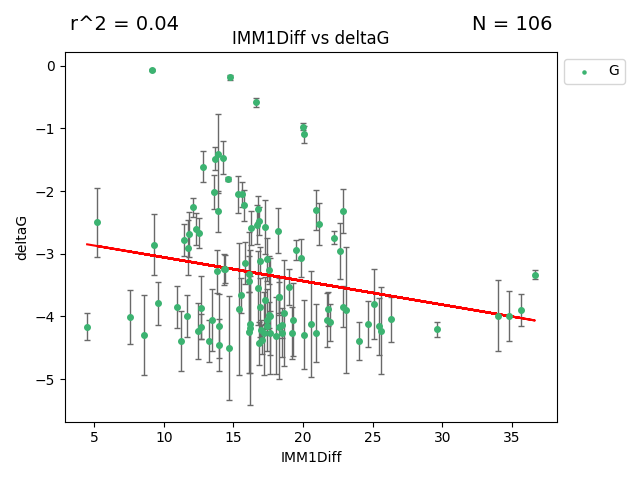 r^2 = 0.04
N = 106
IMM1Diff vs deltaG
G
deltaG
0
−1
−2
−3
−4
−5
5 10 15 20 25 30 35
IMM1Diff